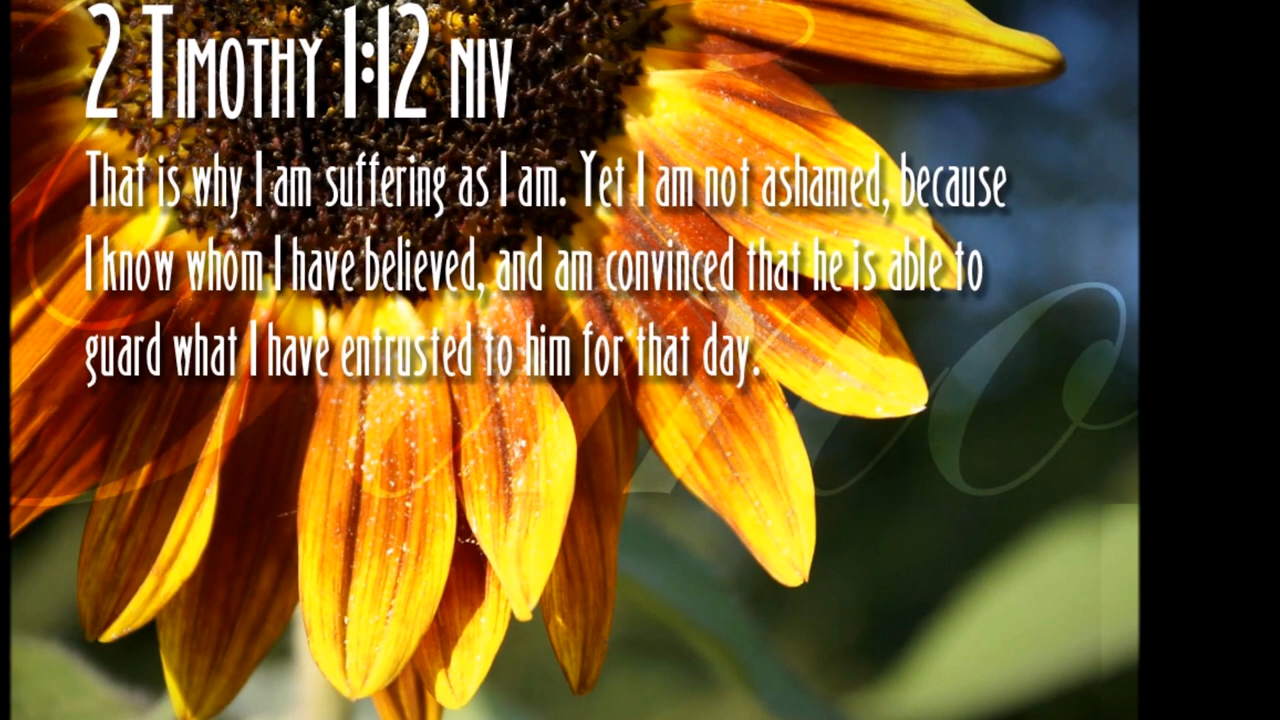 2 Timothy 1:12 NIV
That is why I am suffering as I am. Yet I am not ashamed, because
I know whom I have believed, and am convinced that he is able to
guard what I have entrusted to him for that day.